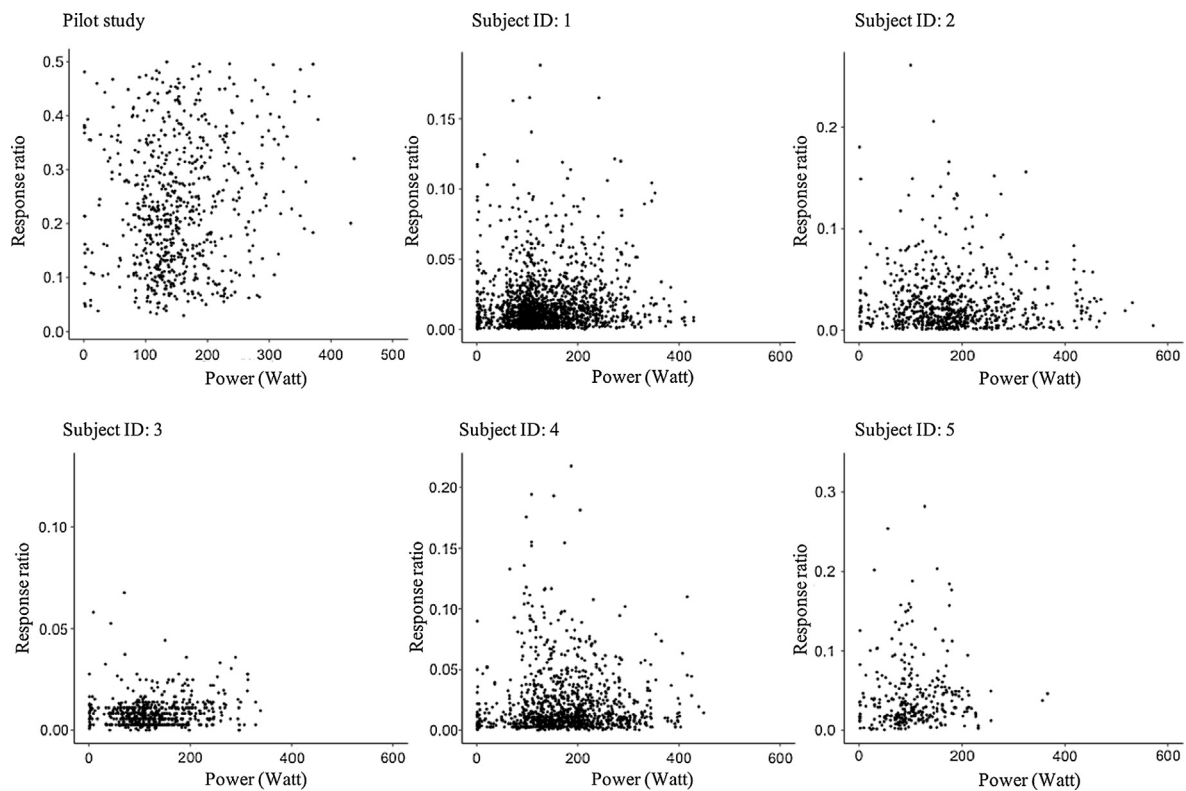 Pilot study
0.5
0.4
0.3
0.2
0.1
0.0
Response ratio
0 100 200 300 400 500
Power (Watt)
Subject ID: 1
0.15
0.10
0.05
0.00
Response ratio
0 200 400 600
Power (Watt)
Subject ID: 2
0.2
0.1
0.0
Response ratio
0 200 400 600
Power (Watt)
Subject ID: 3
0.10
0.05
0.00
Response ratio
0 200 400 600
Power (Watt)
Subject ID: 4
0.20
0.15
0.10
0.05
0.00
Response ratio
0 200 400 600
Power (Watt)
Subject ID: 5
0.3
0.2
0.1
0.0
Response ratio
0 200 400 600
Power (Watt)